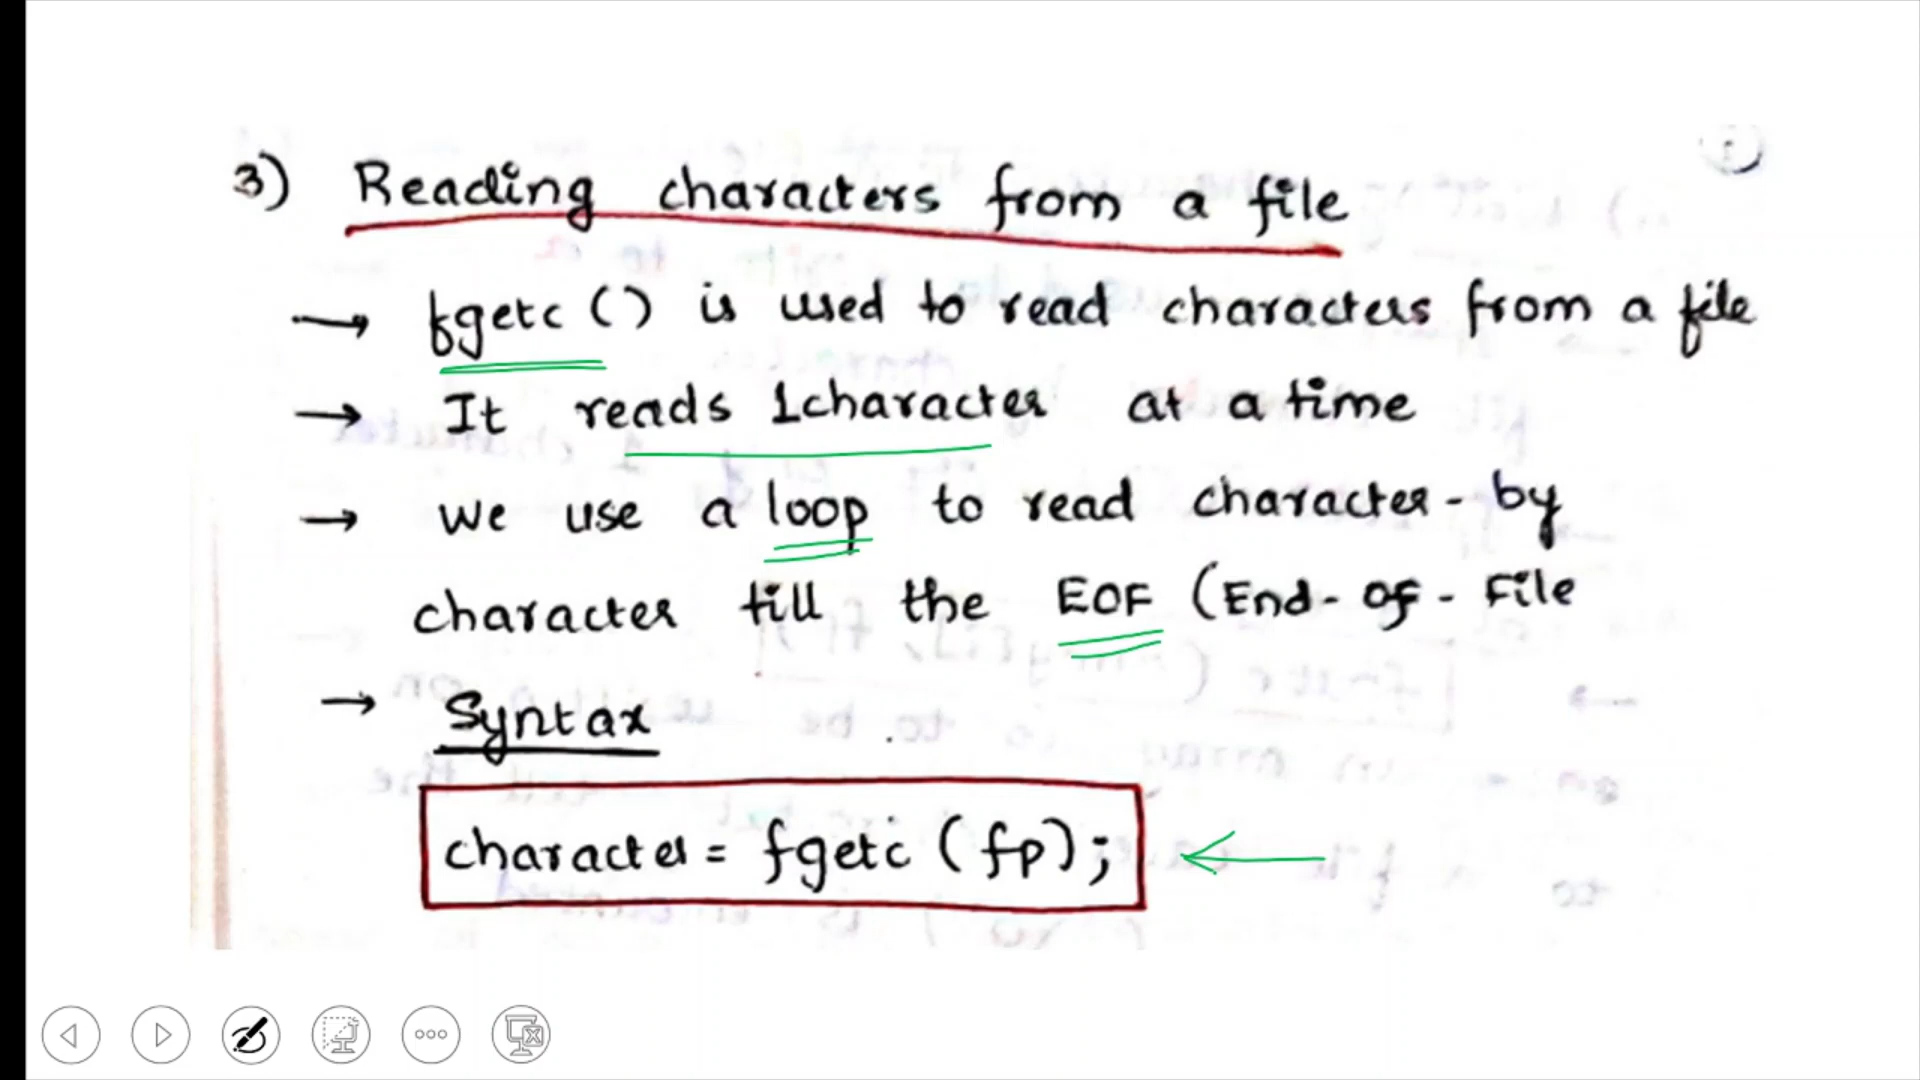 3) Reading characters from a file
→ fgetc () is used to read characters from a file
→ It reads 1character at a time
→ we use a loop to read character - by
character till the EOF (End - of - File
→ Syntax
character = fgetc (fp);